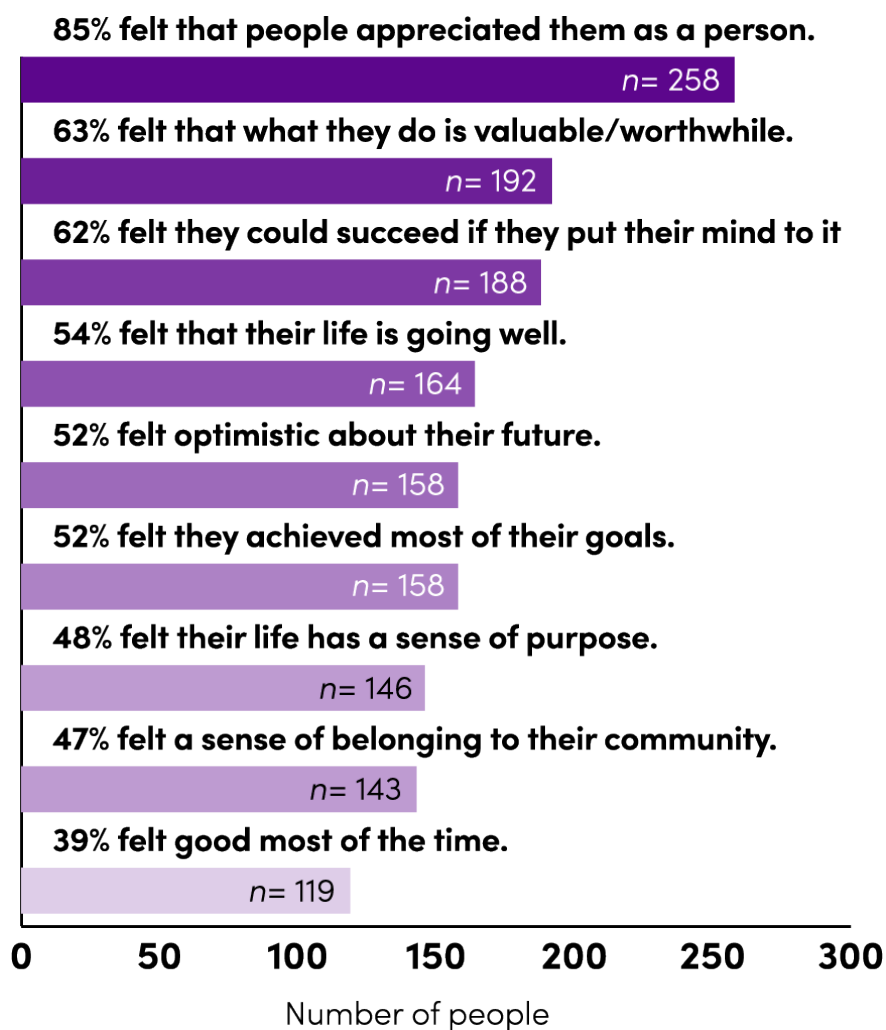 85% felt that people appreciated them as a person.
n= 258
63% felt that what they do is valuable/worthwhile.
n= 192
62% felt they could succeed if they put their mind to it
n= 188
54% felt that their life is going well.
n= 164
52% felt optimistic about their future.
n= 158
52% felt they achieved most of their goals.
n= 158
48% felt their life has a sense of purpose.
n= 146
47% felt a sense of belonging to their community.
n= 143
39% felt good most of the time.
n= 119
0 50 100 150 200 250 300
Number of people